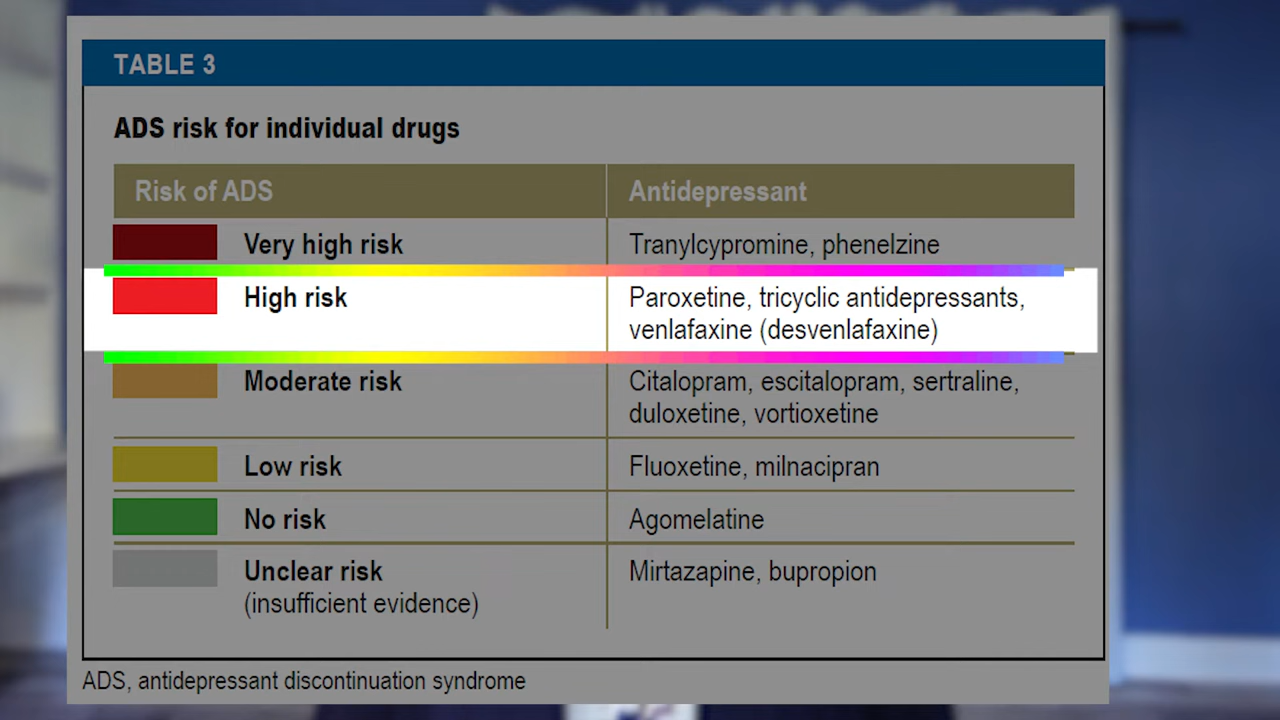 TABLE 3
ADS risk for individual drugs
Risk of ADS
Antidepressant
Very high risk
Tranylcypromine, phenelzine
High risk
Paroxetine, tricyclic antidepressants,
venlafaxine (desvenlafaxine)
Moderate risk
Citalopram, escitalopram, sertraline,
duloxetine, vortioxetine
Low risk
Fluoxetine, milnacipran
No risk
Agomelatine
Unclear risk
(insufficient evidence)
Mirtazapine, bupropion
ADS, antidepressant discontinuation syndrome